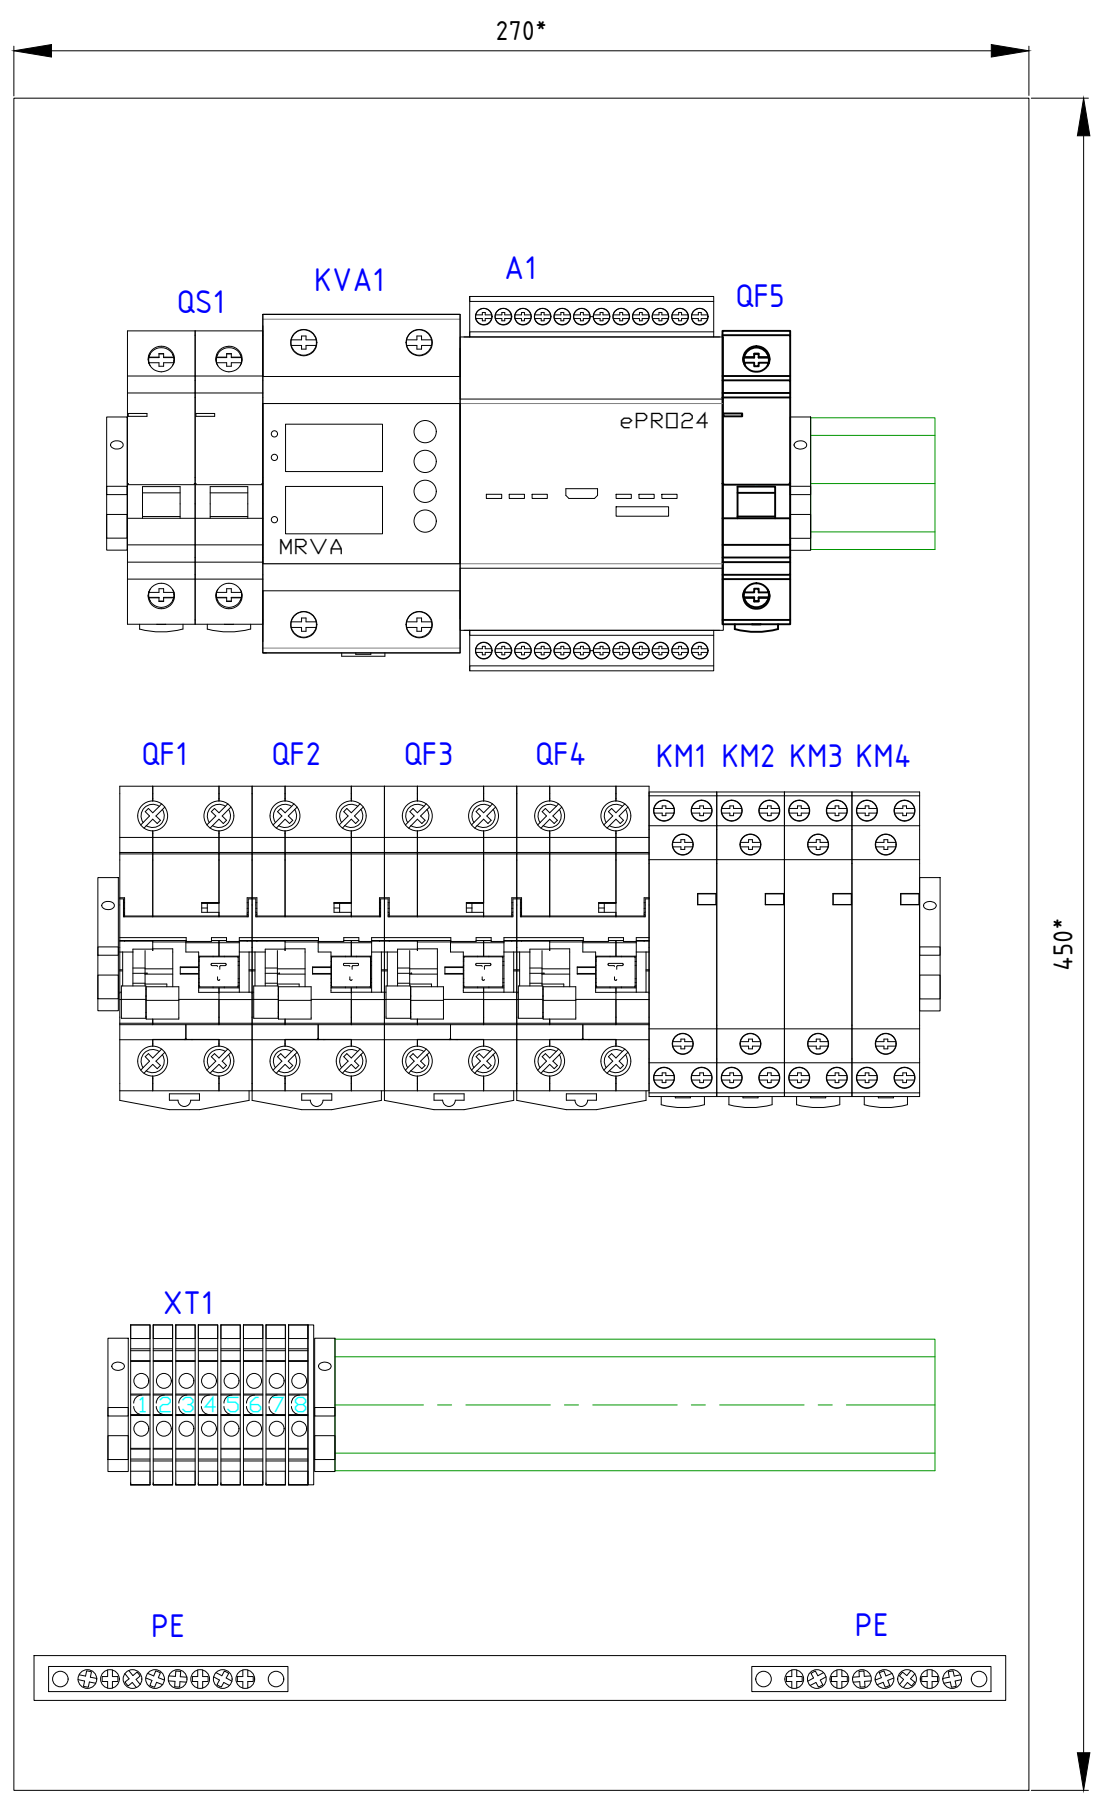 270*
A1
KVA1
QS1
QF5
ePRO24
MRVA
QF1 QF2 QF3 QF4 KM1 KM2 KM3 KM4
450*
XT1
1 2 3 4 5 6 7 8
PE PE